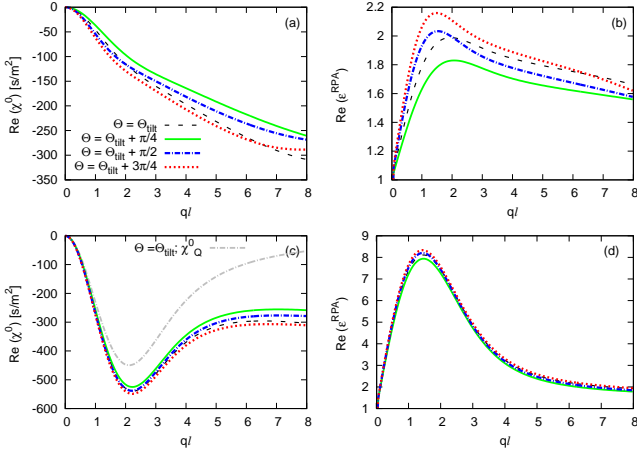 (a)
Re (χ⁰) [s/m²]
0
-50
-100
-150
-200
-250
-300
-350
Θ = Θtilt
Θ = Θtilt + π/4
Θ = Θtilt + π/2
Θ = Θtilt + 3π/4
0 1 2 3 4 5 6 7 8
ql
(b)
Re (εRPA)
2.2
2
1.8
1.6
1.4
1.2
1
0 1 2 3 4 5 6 7 8
ql
(c)
Θ =Θtilt; χ⁰Q
Re (χ⁰) [s/m²]
0
-100
-200
-300
-400
-500
-600
0 1 2 3 4 5 6 7 8
ql
(d)
Re (εRPA)
9
8
7
6
5
4
3
2
1
0 1 2 3 4 5 6 7 8
ql